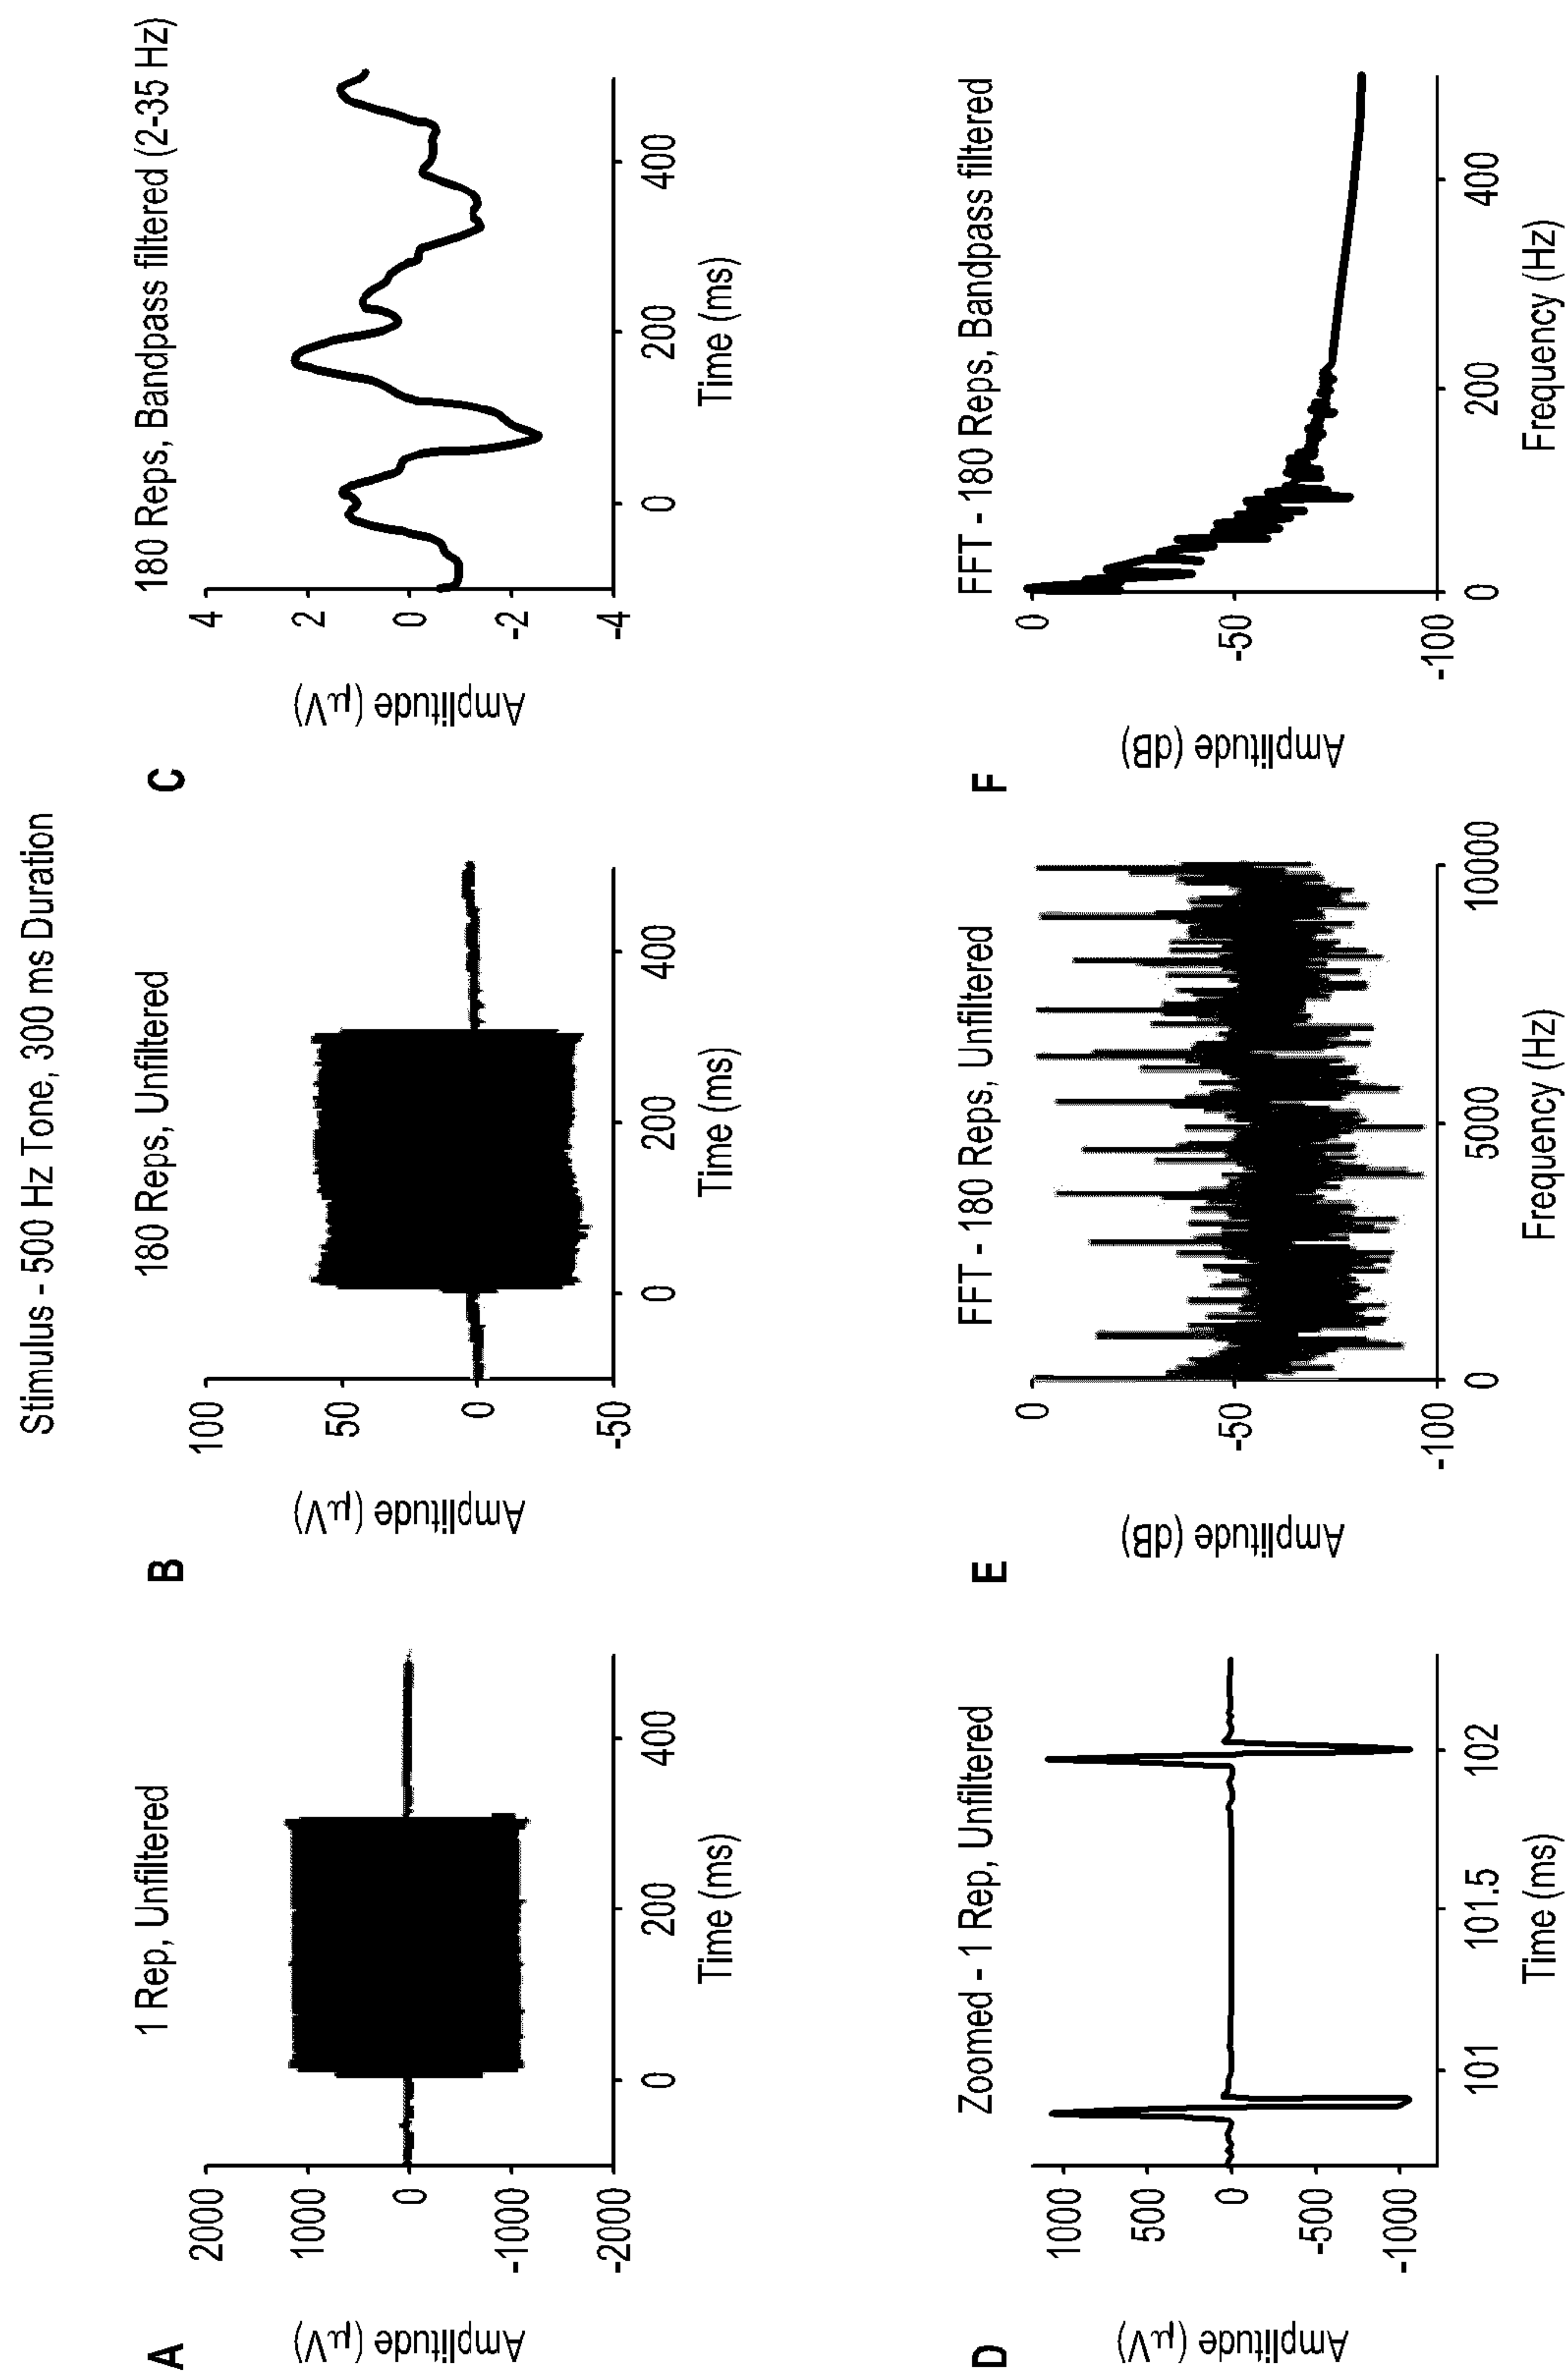 Stimulus - 500 Hz Tone, 300 ms Duration
A
1 Rep, Unfiltered
Amplitude (μV)
2000
1000
0
-1000
-2000
0
200
400
Time (ms)
B
180 Reps, Unfiltered
Amplitude (μV)
100
50
0
-50
0
200
400
Time (ms)
C
180 Reps, Bandpass filtered (2-35 Hz)
Amplitude (μV)
4
2
0
-2
-4
0
200
400
Time (ms)
D
Zoomed - 1 Rep, Unfiltered
Amplitude (μV)
1000
500
0
-500
-1000
101
101.5
102
Time (ms)
E
FFT - 180 Reps, Unfiltered
Amplitude (dB)
0
-50
-100
0
5000
10000
Frequency (Hz)
F
FFT - 180 Reps, Bandpass filtered
Amplitude (dB)
0
-50
-100
0
200
400
Frequency (Hz)